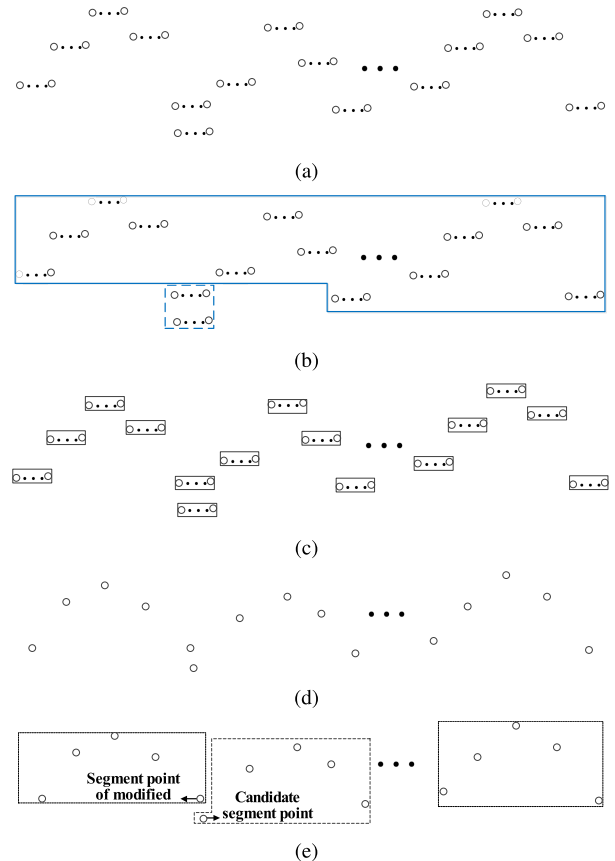 (a)
(b)
(c)
(d)
Segment point
of modified
Candidate
segment point
(e)